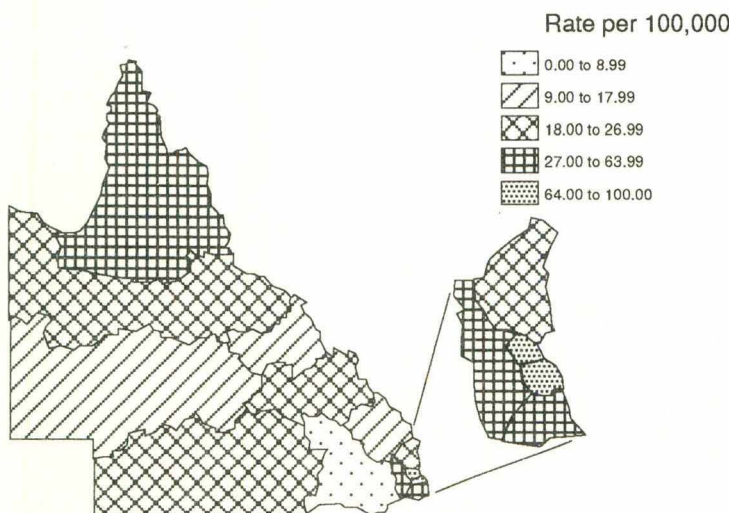 Rate per 100,000
0.00 to 8.99
9.00 to 17.99
18.00 to 26.99
27.00 to 63.99
64.00 to 100.00